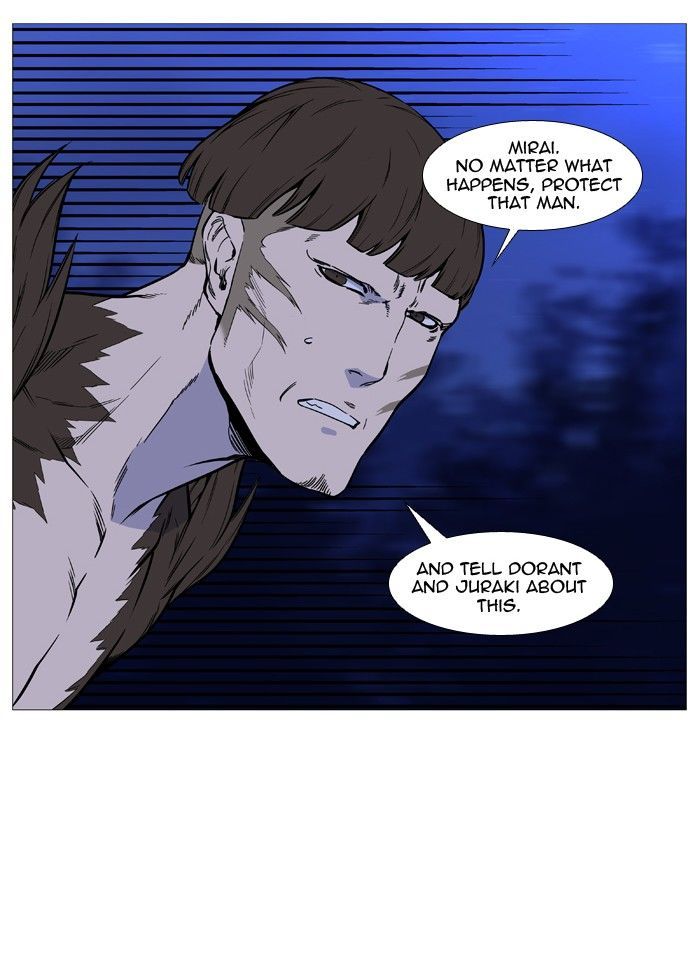 MIRAI.
NO MATTER WHAT
HAPPENS, PROTECT
THAT MAN.
AND TELL DORANT
AND JURAKI ABOUT
THIS.